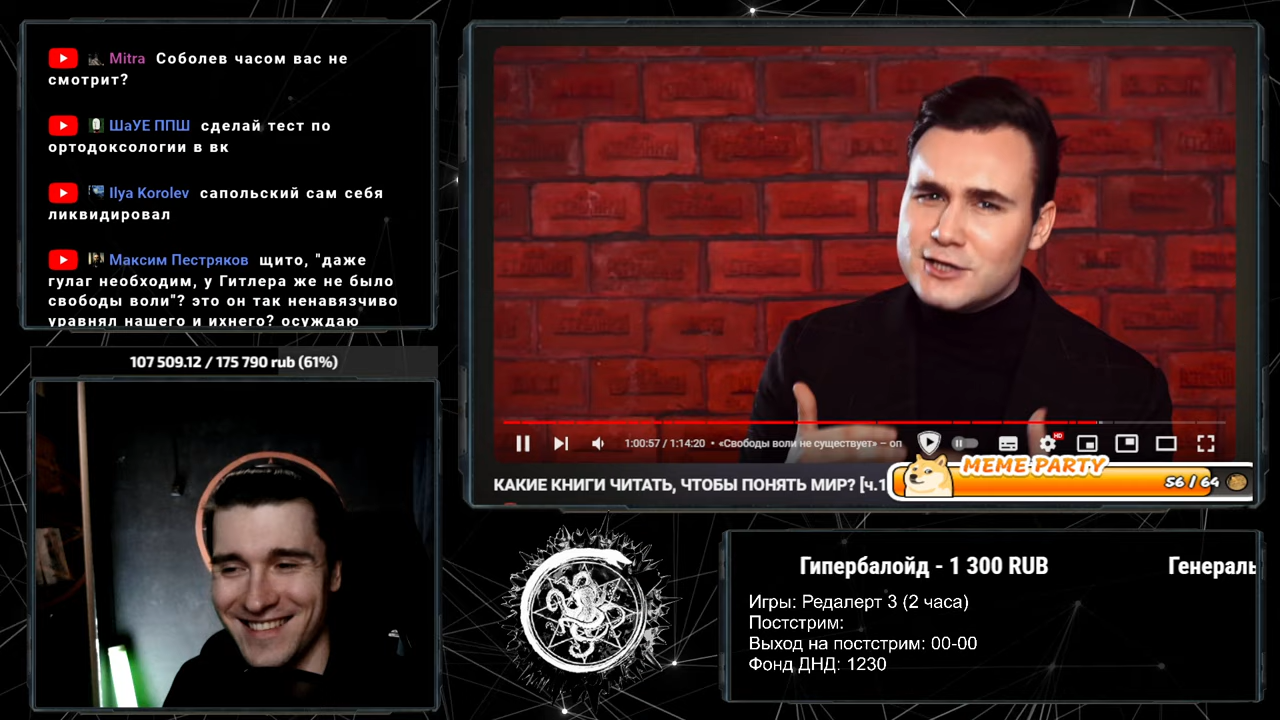 Mitra Соболев часом вас не
смотрит?
ШаУЕ ППШ сделай тест по
ортодоксологии в вк
Ilya Korolev сапольский сам себя
ликвидировал
Максим Пестряков щито, "даже
гулаг необходим, у Гитлера же не было
свободы воли"? это он так ненавязчиво
уравнял нашего и ихнего? осуждаю
107 509.12 / 175 790 rub (61%)
1:00:57 / 1:14:20 • «Свободы воли не существует» – оп
HD
MEME PARTY
56 / 64
КАКИЕ КНИГИ ЧИТАТЬ, ЧТОБЫ ПОНЯТЬ МИР? [ч.1
Гипербалойд - 1 300 RUB
Генераль
Игры: Редалерт 3 (2 часа)
Постстрим:
Выход на постстрим: 00-00
Фонд ДНД: 1230